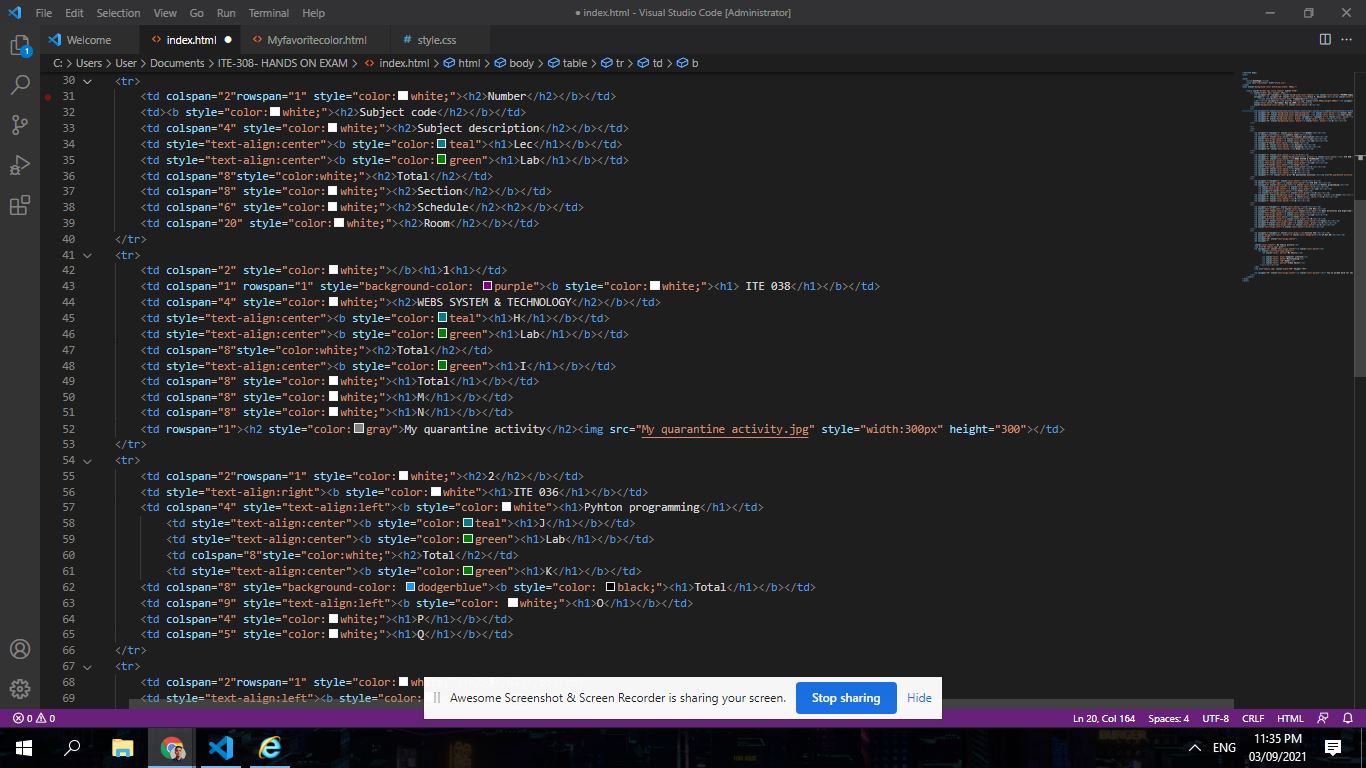 File Edit Selection View Go Run Terminal Help ● index.html - Visual Studio Code [Administrator]
Welcome <> index.html ● <> Myfavoritecolor.html # style.css
C: > Users > User > Documents > ITE-308- HANDS ON EXAM > <> index.html > html > body > table > tr > td > b
30 <tr>
31 <td colspan="2"rowspan="1" style="color:white;"><h2>Number</h2></b></td>
32 <td><b style="color:white;"><h2>Subject code</h2></b></td>
33 <td colspan="4" style="color:white;"><h2>Subject description</h2></b></td>
34 <td style="text-align:center"><b style="color:teal"><h1>Lec</h1></b></td>
35 <td style="text-align:center"><b style="color:green"><h1>Lab</h1></b></td>
36 <td colspan="8"style="color:white;"><h2>Total</h2></td>
37 <td colspan="8" style="color:white;"><h2>Section</h2></b></td>
38 <td colspan="6" style="color:white;"><h2>Schedule</h2><h2></b></td>
39 <td colspan="20" style="color:white;"><h2>Room</h2></b></td>
40 </tr>
41 <tr>
42 <td colspan="2" style="color:white;"></b><h1>1<h1></td>
43 <td colspan="1" rowspan="1" style="background-color: purple"><b style="color:white;"><h1> ITE 038</h1></b></td>
44 <td colspan="4" style="color:white;"><h2>WEBS SYSTEM & TECHNOLOGY</h2></b></td>
45 <td style="text-align:center"><b style="color:teal"><h1>H</h1></b></td>
46 <td style="text-align:center"><b style="color:green"><h1>Lab</h1></b></td>
47 <td colspan="8"style="color:white;"><h2>Total</h2></td>
48 <td style="text-align:center"><b style="color:green"><h1>I</h1></b></td>
49 <td colspan="8" style="color:white;"><h1>Total</h1></b></td>
50 <td colspan="8" style="color:white;"><h1>M</h1></b></td>
51 <td colspan="8" style="color:white;"><h1>N</h1></b></td>
52 <td rowspan="1"><h2 style="color:gray">My quarantine activity</h2><img src="My quarantine activity.jpg" style="width:300px" height="300"></td>
53 </tr>
54 <tr>
55 <td colspan="2"rowspan="1" style="color:white;"><h2>2</h2></b></td>
56 <td style="text-align:right"><b style="color:white"><h1>ITE 036</h1></b></td>
57 <td colspan="4" style="text-align:left"><b style="color:white"><h1>Pyhton programming</h1></td>
58 <td style="text-align:center"><b style="color:teal"><h1>J</h1></b></td>
59 <td style="text-align:center"><b style="color:green"><h1>Lab</h1></b></td>
60 <td colspan="8"style="color:white;"><h2>Total</h2></td>
61 <td style="text-align:center"><b style="color:green"><h1>K</h1></b></td>
62 <td colspan="8" style="background-color: dodgerblue"><b style="color: black;"><h1>Total</h1></b></td>
63 <td colspan="9" style="text-align:left"><b style="color: white;"><h1>O</h1></b></td>
64 <td colspan="4" style="color:white;"><h1>P</h1></b></td>
65 <td colspan="5" style="color:white;"><h1>Q</h1></b></td>
66 </tr>
67 <tr>
68 <td colspan="2"rowspan="1" style="color:wh
69 <td style="text-align:left"><b style="color:
Awesome Screenshot & Screen Recorder is sharing your screen. Stop sharing Hide
0 0 Ln 20, Col 164 Spaces: 4 UTF-8 CRLF HTML
ENG 11:35 PM
03/09/2021